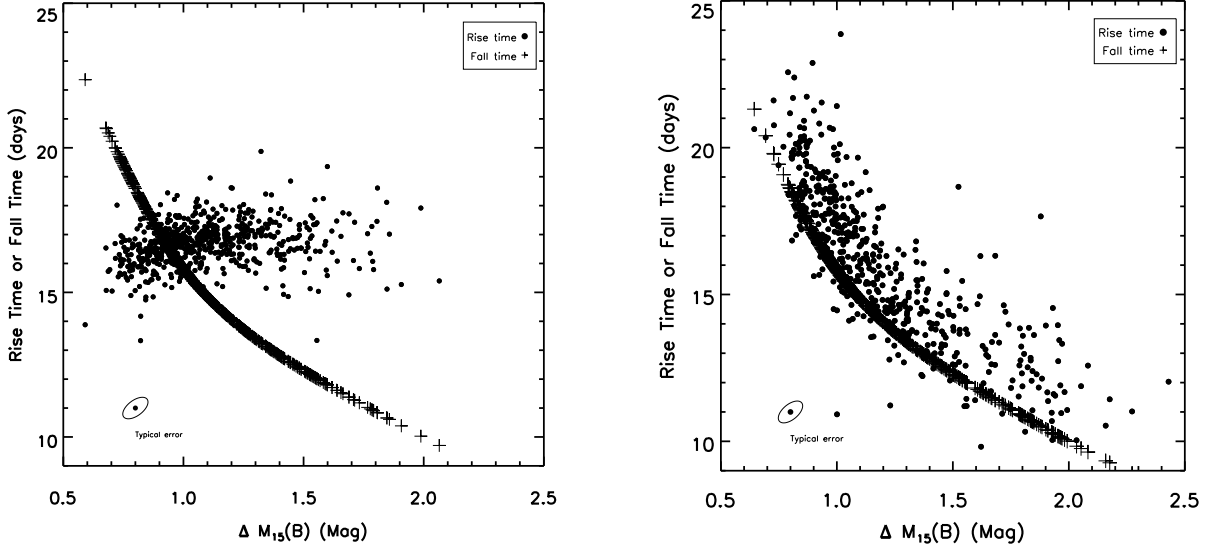 25
20
15
10
0.5 1.0 1.5 2.0 2.5
Rise Time or Fall Time (days)
Δ M15(B) (Mag)
Rise time
Fall time
Typical error
25
20
15
10
0.5 1.0 1.5 2.0 2.5
Rise Time or Fall Time (days)
Δ M15(B) (Mag)
Rise time
Fall time
Typical error